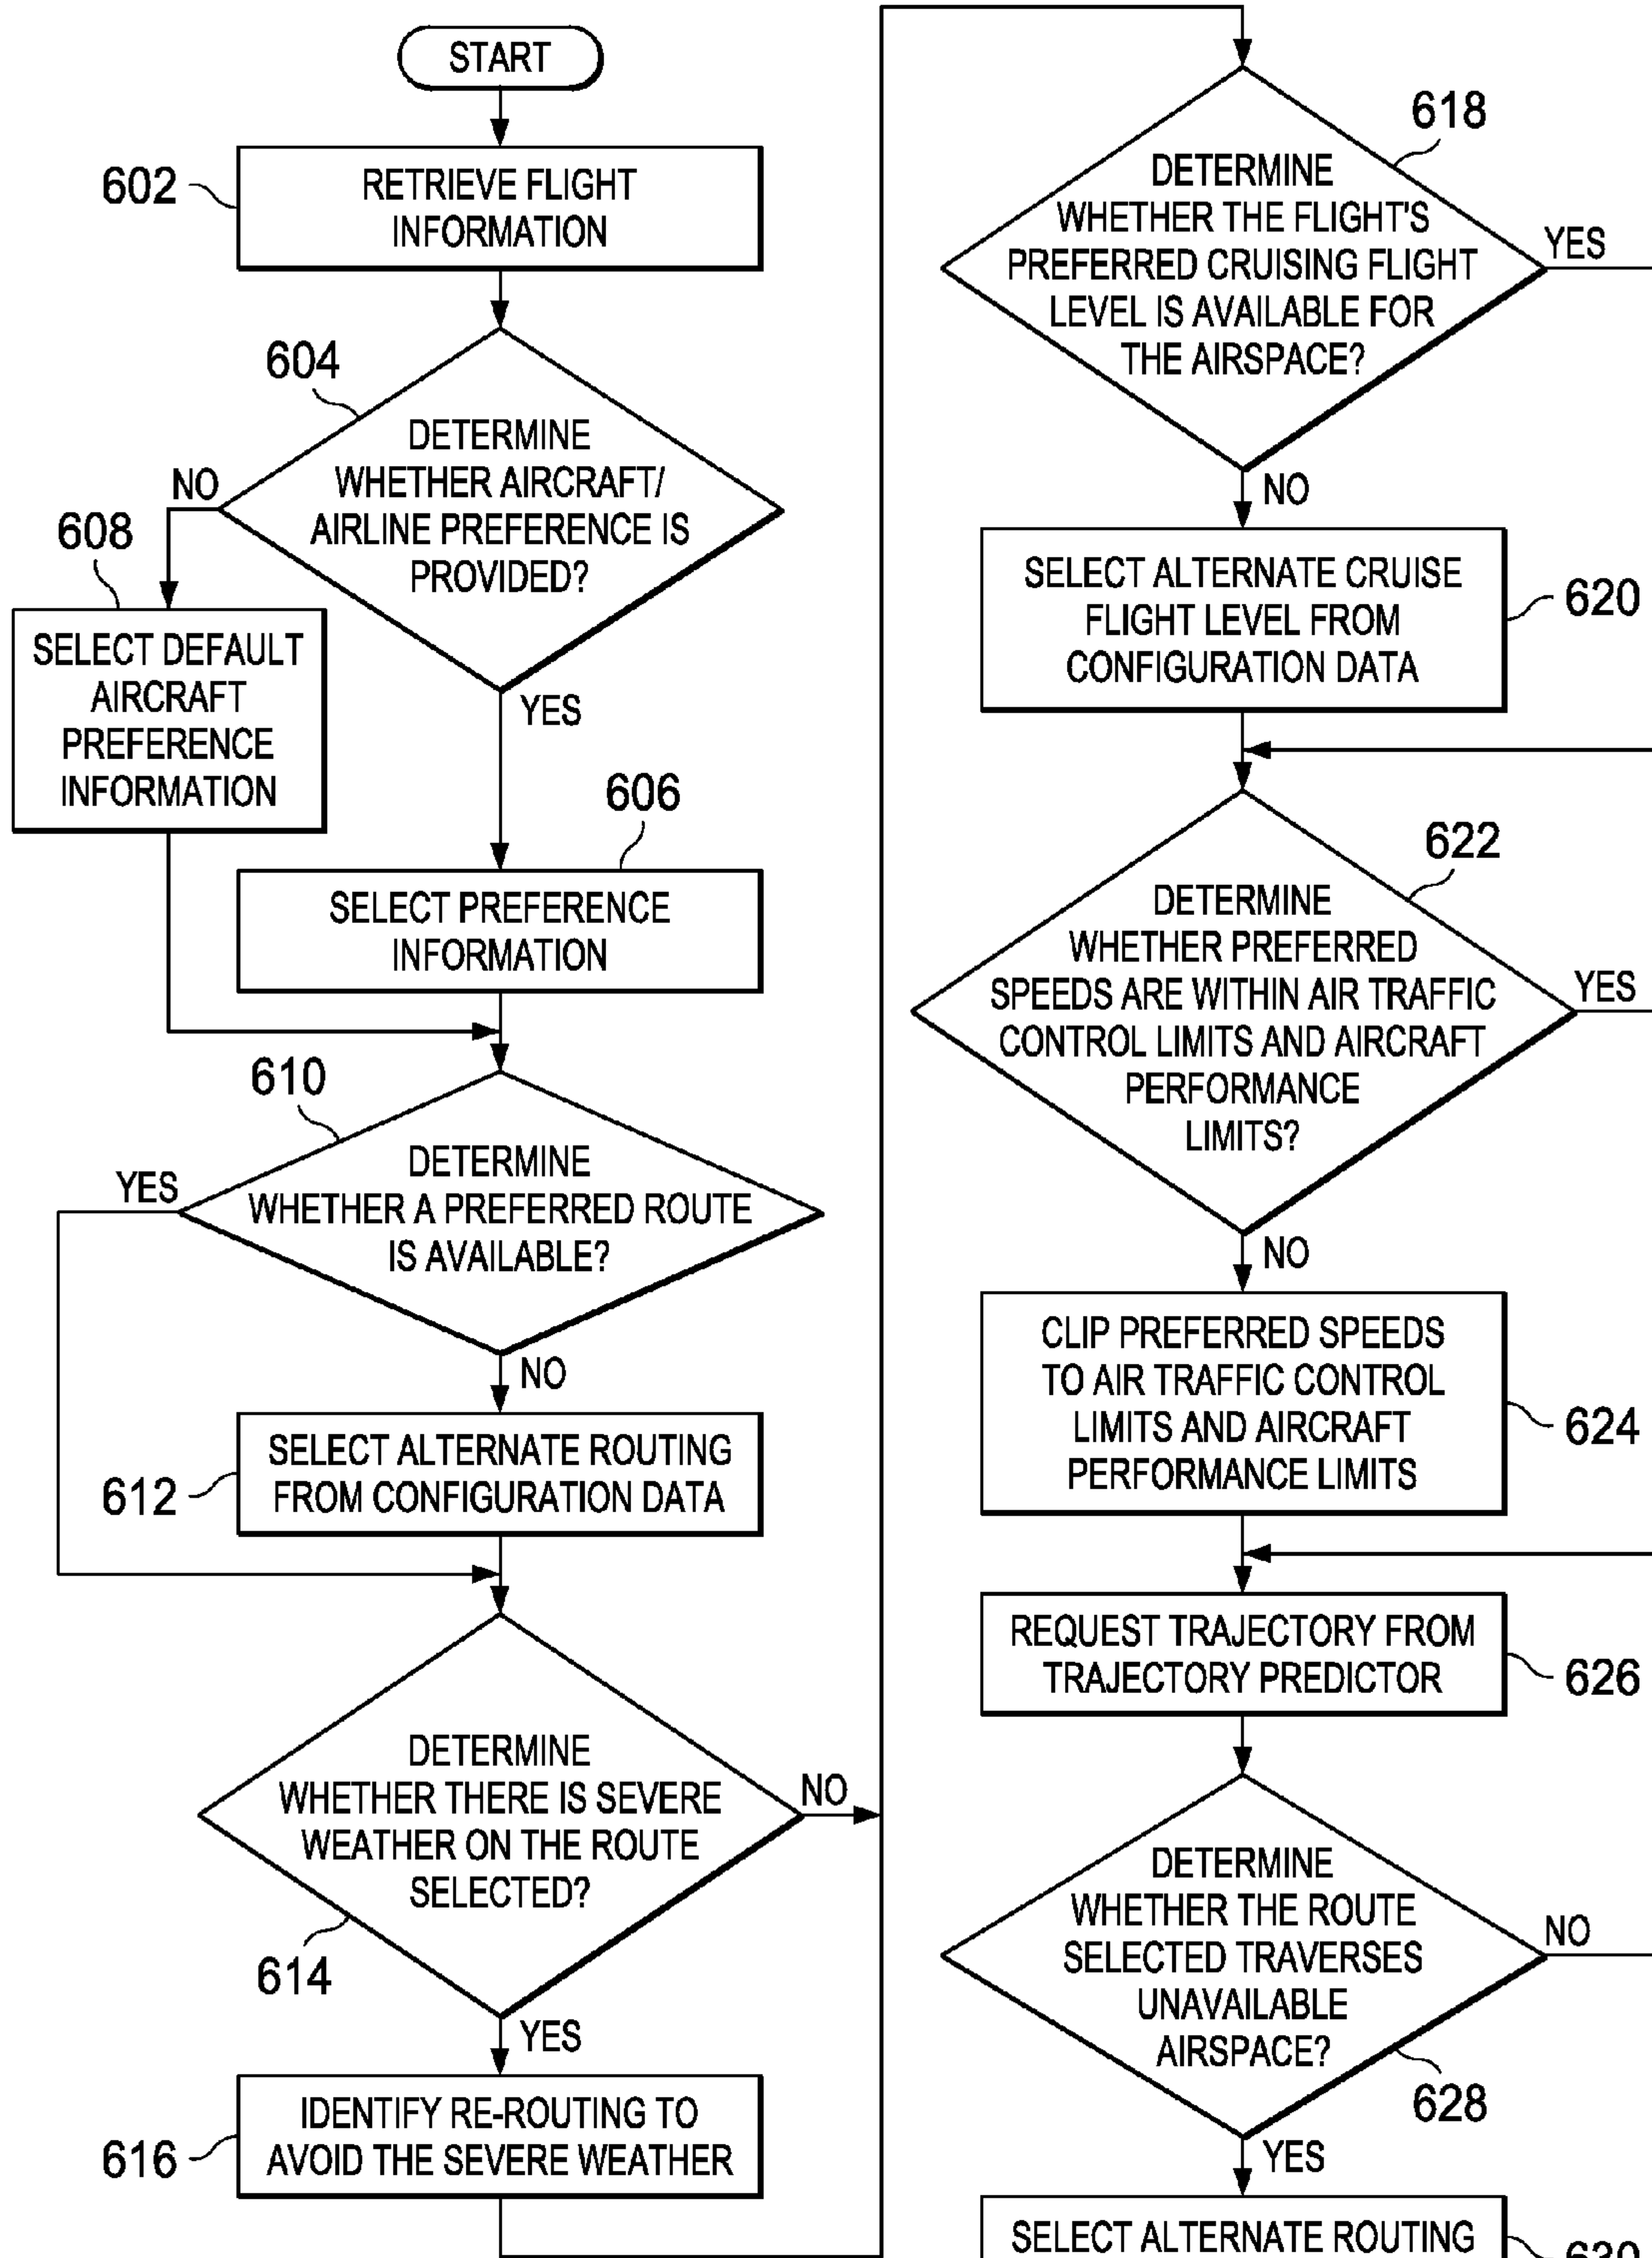 START
602
RETRIEVE FLIGHT
INFORMATION
604
DETERMINE
WHETHER AIRCRAFT/
AIRLINE PREFERENCE IS
PROVIDED?
NO
YES
608
SELECT DEFAULT
AIRCRAFT
PREFERENCE
INFORMATION
606
SELECT PREFERENCE
INFORMATION
610
DETERMINE
WHETHER A PREFERRED ROUTE
IS AVAILABLE?
YES
NO
612
SELECT ALTERNATE ROUTING
FROM CONFIGURATION DATA
DETERMINE
WHETHER THERE IS SEVERE
WEATHER ON THE ROUTE
SELECTED?
NO
614
YES
616
IDENTIFY RE-ROUTING TO
AVOID THE SEVERE WEATHER
618
DETERMINE
WHETHER THE FLIGHT'S
PREFERRED CRUISING FLIGHT
LEVEL IS AVAILABLE FOR
THE AIRSPACE?
YES
NO
SELECT ALTERNATE CRUISE
FLIGHT LEVEL FROM
CONFIGURATION DATA
620
622
DETERMINE
WHETHER PREFERRED
SPEEDS ARE WITHIN AIR TRAFFIC
CONTROL LIMITS AND AIRCRAFT
PERFORMANCE
LIMITS?
YES
NO
CLIP PREFERRED SPEEDS
TO AIR TRAFFIC CONTROL
LIMITS AND AIRCRAFT
PERFORMANCE LIMITS
624
REQUEST TRAJECTORY FROM
TRAJECTORY PREDICTOR
626
DETERMINE
WHETHER THE ROUTE
SELECTED TRAVERSES
UNAVAILABLE
AIRSPACE?
NO
628
YES
SELECT ALTERNATE ROUTING
630